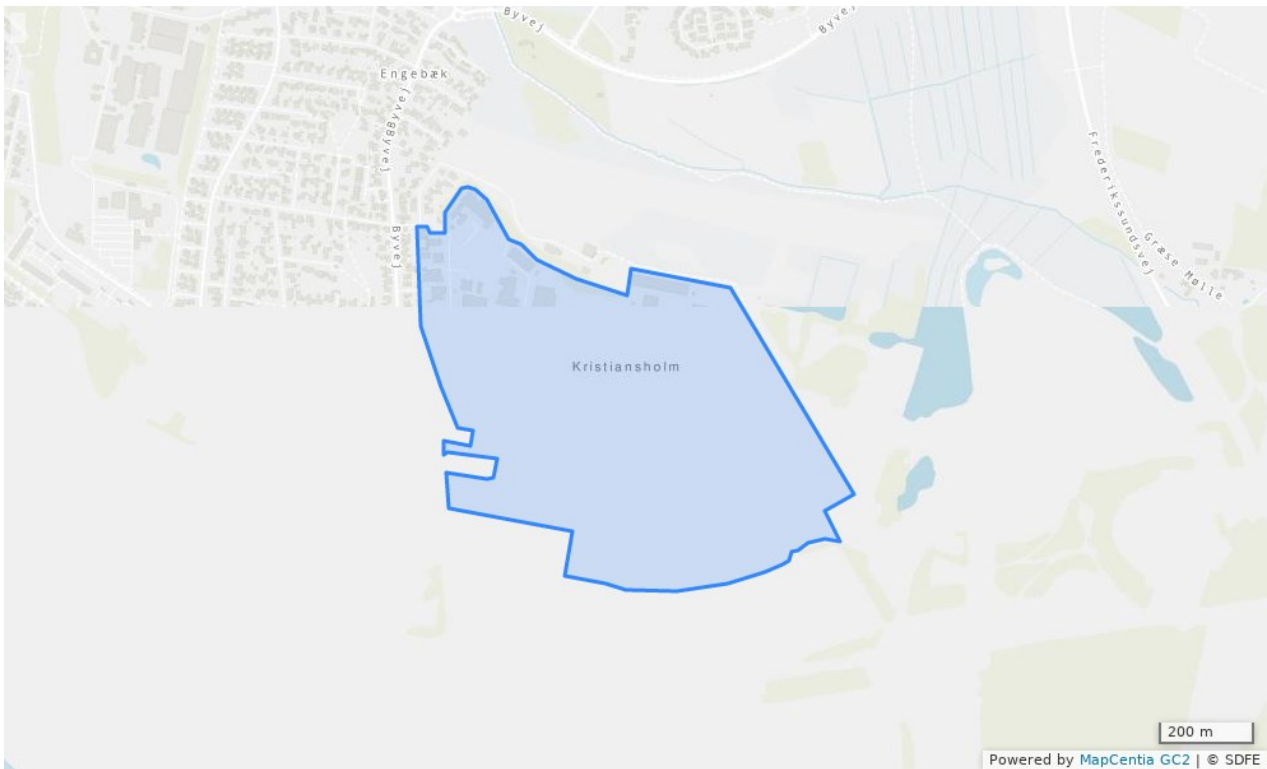 Byvej
Byvej
Engebæk
Byvej
Byvej
Frederikssundsvej
Græse Mølle
Kristiansholm
200 m
Powered by MapCentia GC2 | © SDFE